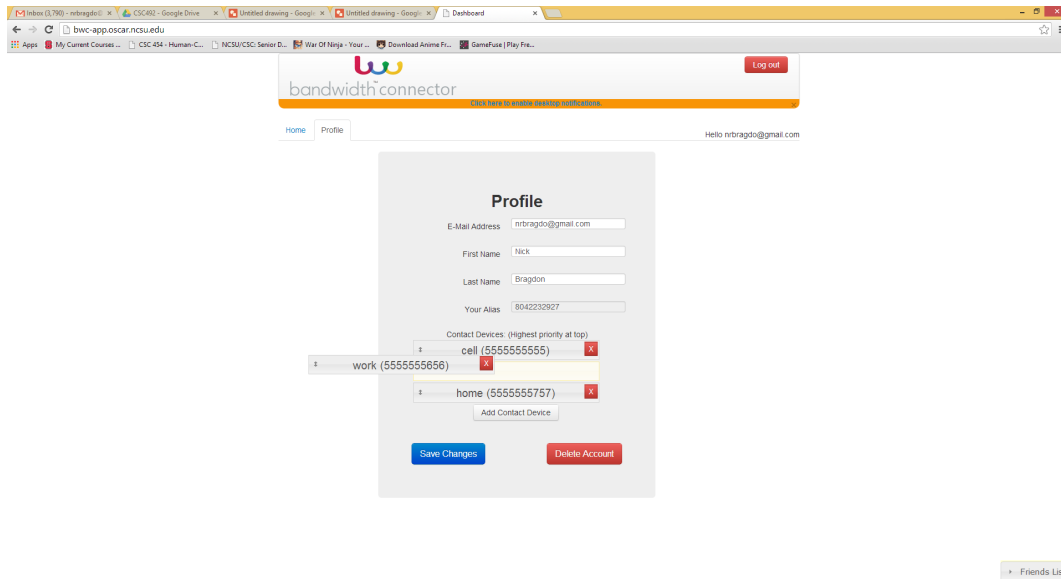 Inbox (3,790) - nrbragdo@ CSC492 - Google Drive Untitled drawing - Google Untitled drawing - Google Dashboard
bwc-app.oscar.ncsu.edu
Apps My Current Courses ... CSC 454 - Human-C... NCSU/CSC: Senior D... War Of Ninja - Your ... Download Anime Fr... GameFuse | Play Fre...
Log out
bandwidth connector
Click here to enable desktop notifications.
Home Profile
Hello nrbragdo@gmail.com
Profile
E-Mail Address nrbragdo@gmail.com
First Name Nick
Last Name Bragdon
Your Alias 8042232927
Contact Devices: (Highest priority at top)
cell (5555555555) X
work (5555555656) X
home (5555555757) X
Add Contact Device
Save Changes Delete Account
Friends Lis